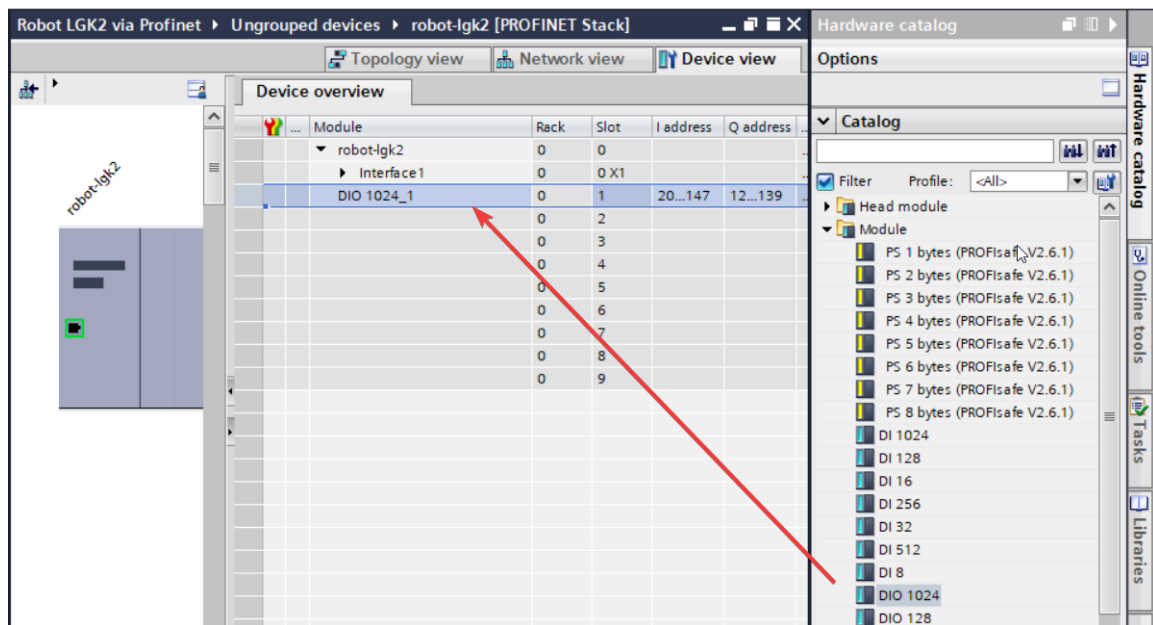 Robot LGK2 via Profinet ▸ Ungrouped devices ▸ robot-lgk2 [PROFINET Stack]
Topology view
Network view
Device view
Device overview
... Module Rack Slot I address Q address ...
robot-lgk2 0 0
Interface1 0 0 X1
DIO 1024_1 0 1 20...147 12...139
0 2
0 3
0 4
0 5
0 6
0 7
0 8
0 9
robot-lgk2
Hardware catalog
Options
Catalog
Filter Profile: <All>
Head module
Module
PS 1 bytes (PROFIsafe V2.6.1)
PS 2 bytes (PROFIsafe V2.6.1)
PS 3 bytes (PROFIsafe V2.6.1)
PS 4 bytes (PROFIsafe V2.6.1)
PS 5 bytes (PROFIsafe V2.6.1)
PS 6 bytes (PROFIsafe V2.6.1)
PS 7 bytes (PROFIsafe V2.6.1)
PS 8 bytes (PROFIsafe V2.6.1)
DI 1024
DI 128
DI 16
DI 256
DI 32
DI 512
DI 8
DIO 1024
DIO 128
Hardware catalog
Online tools
Tasks
Libraries